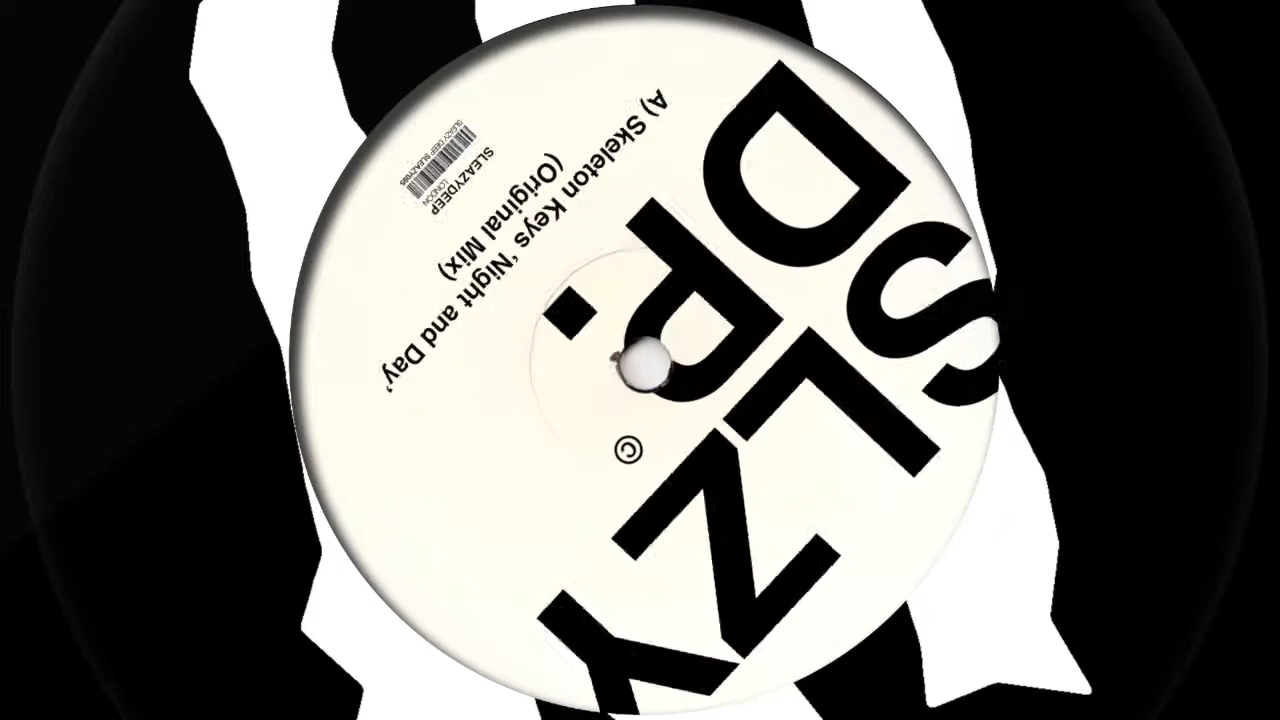 SLZY
DP.
A) Skeleton Keys ‘Night and Day’
(Original Mix)
SLEAZYDEEP
LONDON
©